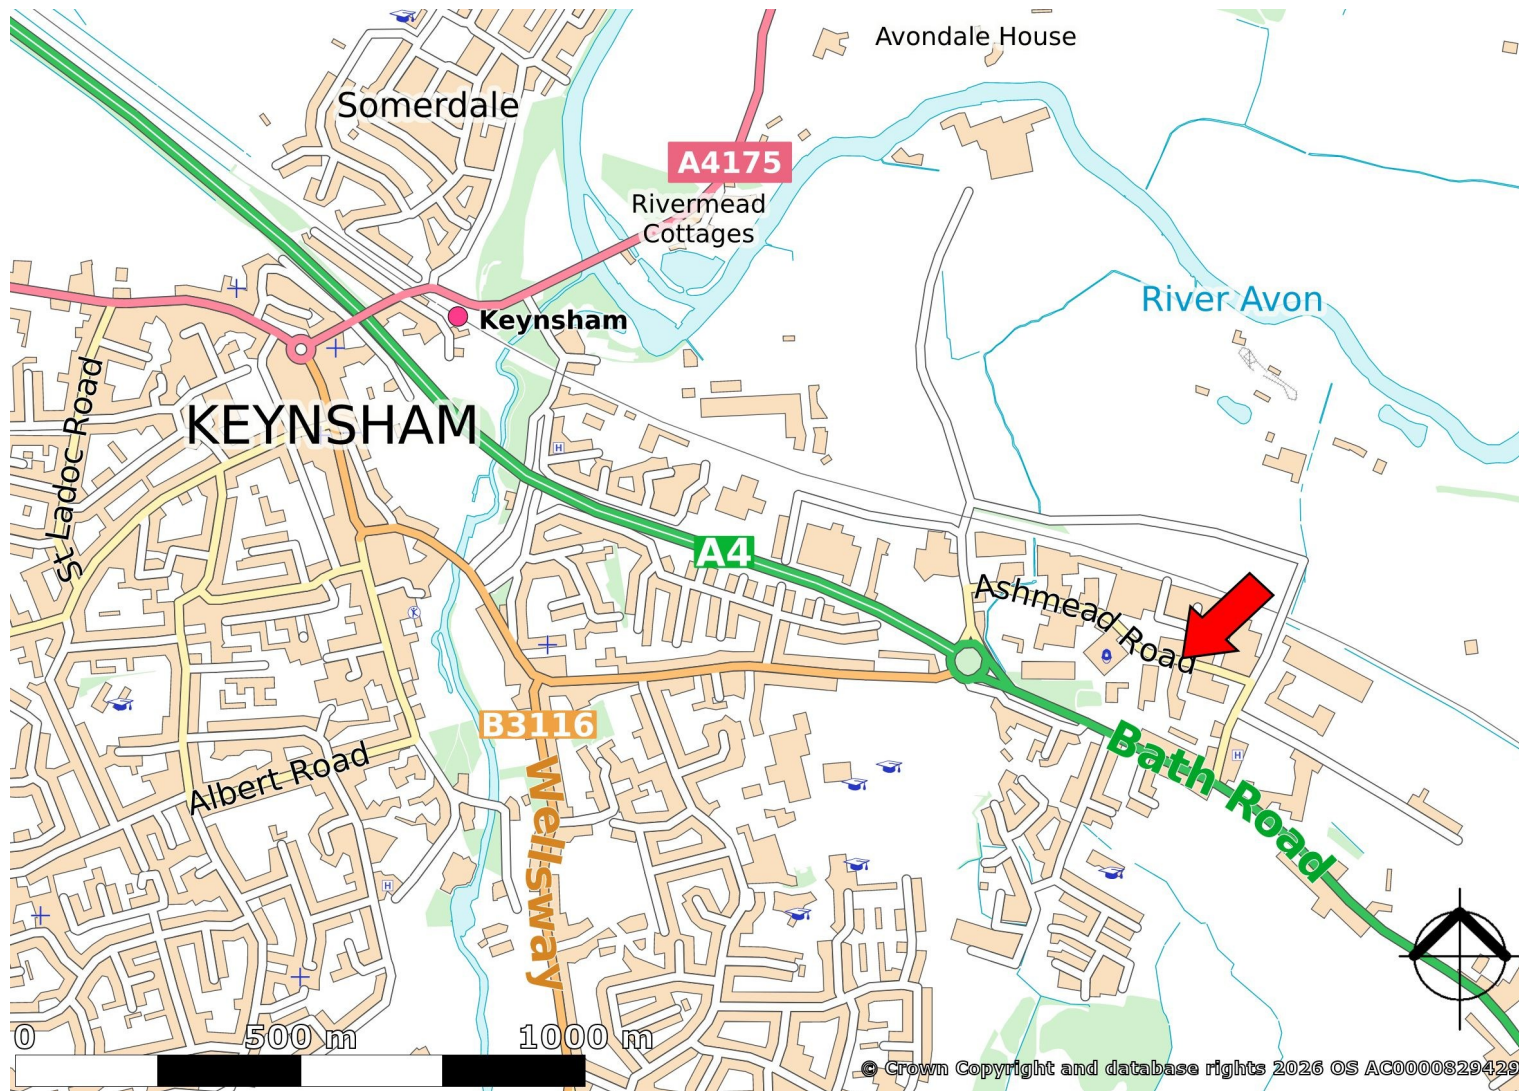 Avondale House
Somerdale
A4175
Rivermead
Cottages
River Avon
Keynsham
St Ladoc Road
KEYNSHAM
H
A4
Ashmead Road
B3116
Bath Road
H
Albert Road
Wellsway
H
0 500 m 1000 m
© Crown Copyright and database rights 2026 OS AC0000829429